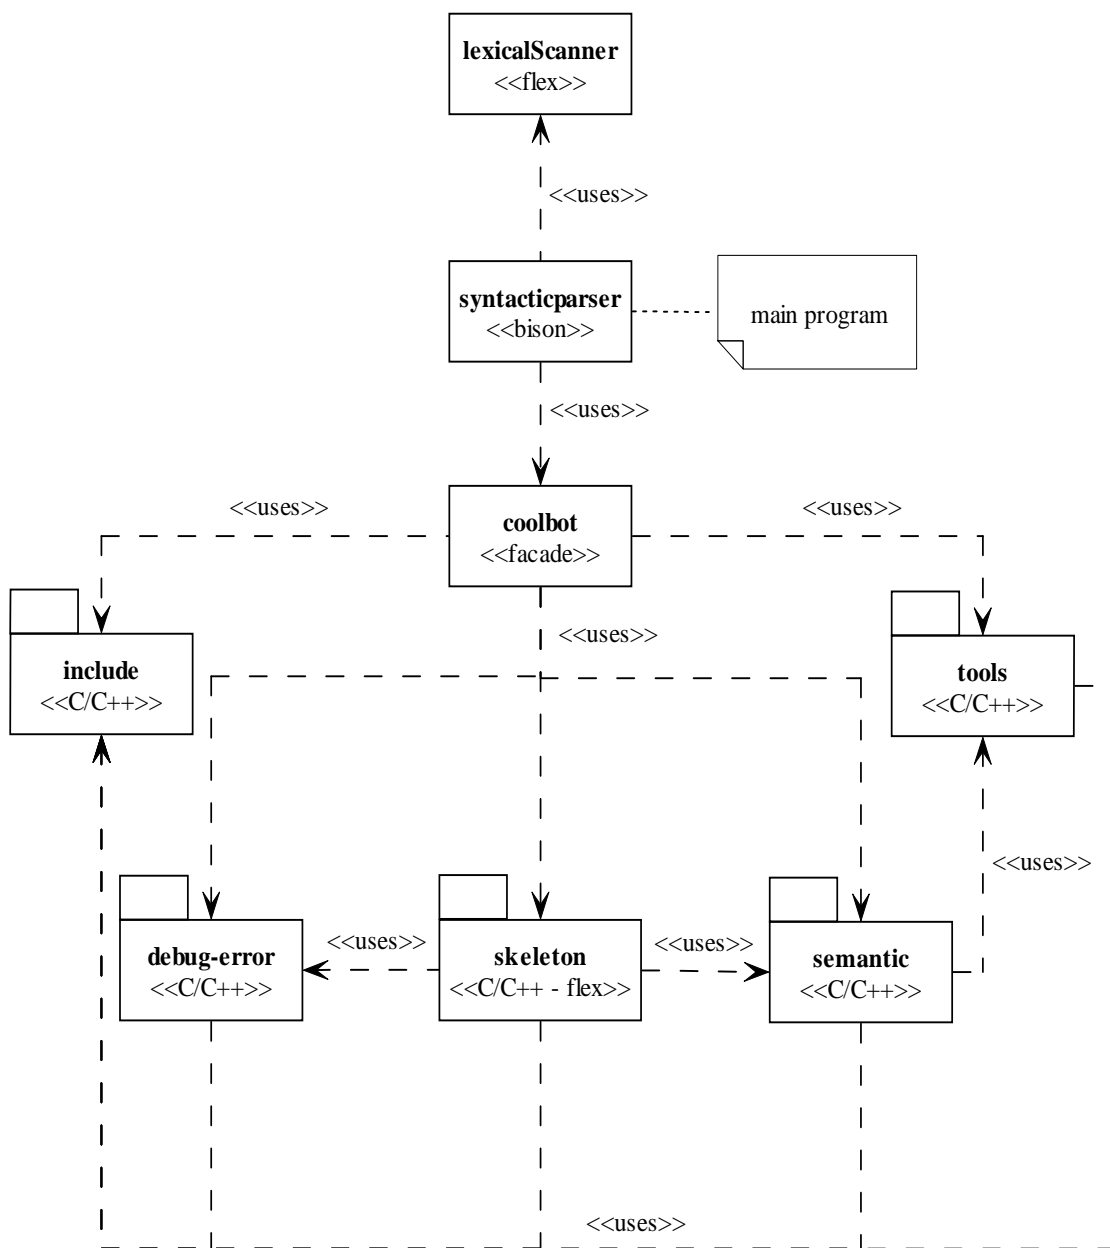 lexicalScanner
<<flex>>
<<uses>>
syntacticparser
<<bison>>
main program
<<uses>>
<<uses>>
coolbot
<<facade>>
<<uses>>
<<uses>>
include
<<C/C++>>
tools
<<C/C++>>
<<uses>>
debug-error
<<C/C++>>
<<uses>>
skeleton
<<C/C++ - flex>>
<<uses>>
semantic
<<C/C++>>
<<uses>>